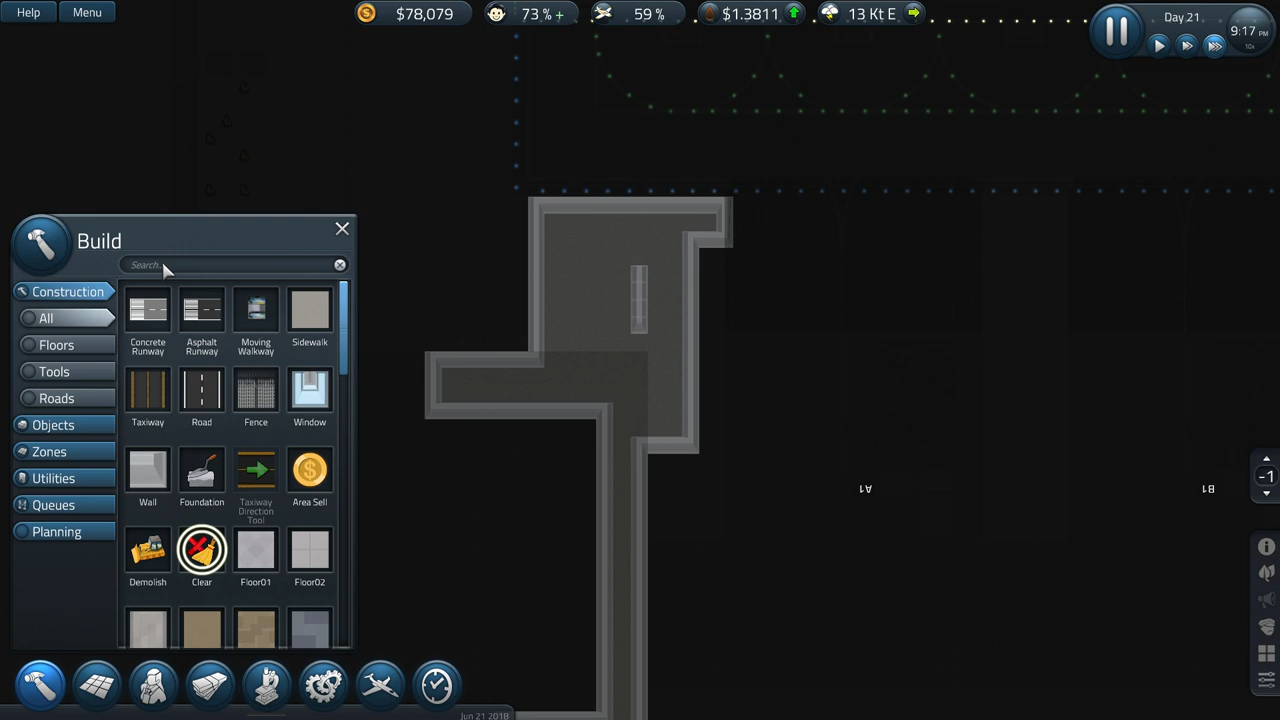 Help
Menu
$78,079
73 % +
59 %
$1.3811
13 Kt E
Day 21
9:17 PM
10x
Build
Search...
Construction
All
Floors
Tools
Roads
Objects
Zones
Utilities
Queues
Planning
Concrete Runway
Asphalt Runway
Moving Walkway
Sidewalk
Taxiway
Road
Fence
Window
Wall
Foundation
Taxiway Direction Tool
Area Sell
Demolish
Clear
Floor01
Floor02
A1
B1
-1
Jun 21 2018